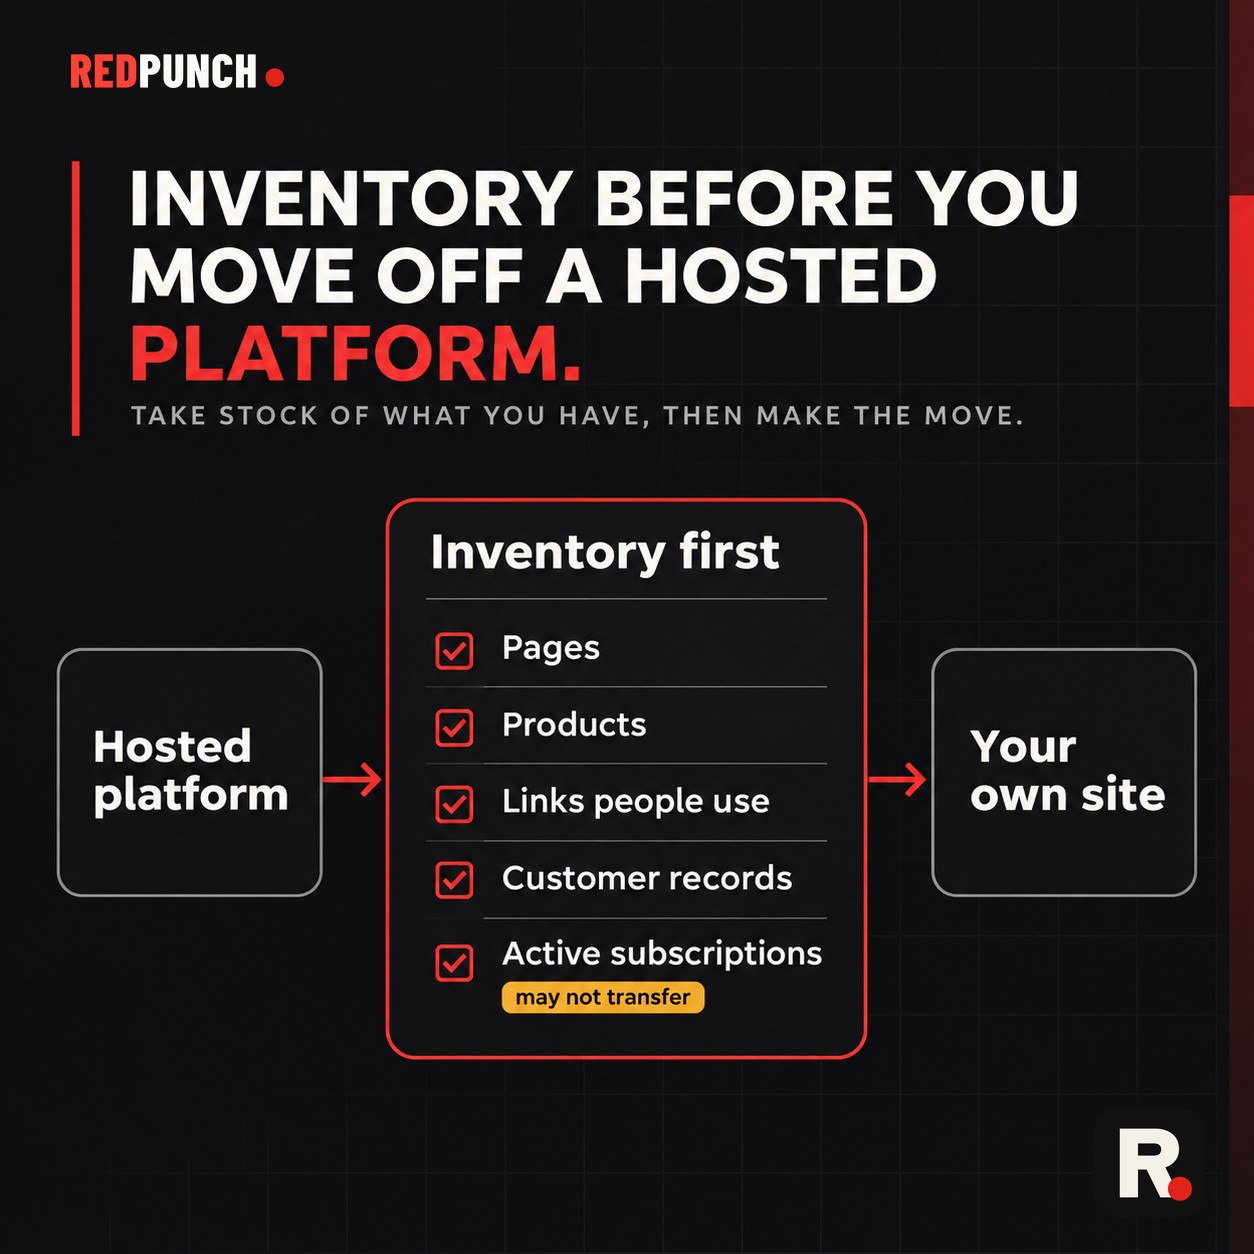 REDPUNCH
INVENTORY BEFORE YOU
MOVE OFF A HOSTED
PLATFORM.
TAKE STOCK OF WHAT YOU HAVE, THEN MAKE THE MOVE.
Hosted
platform
Inventory first
Pages
Products
Links people use
Customer records
Active subscriptions
may not transfer
Your
own site
R.